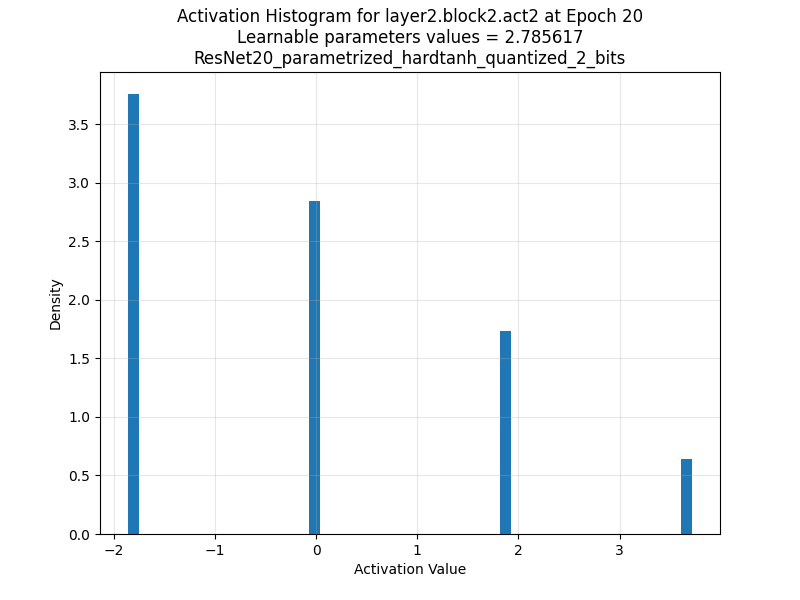 Activation Histogram for layer2.block2.act2 at Epoch 20
Learnable parameters values = 2.785617
ResNet20_parametrized_hardtanh_quantized_2_bits
3.5
3.0
2.5
2.0
1.5
1.0
0.5
0.0
Density
−2
−1
0
1
2
3
Activation Value